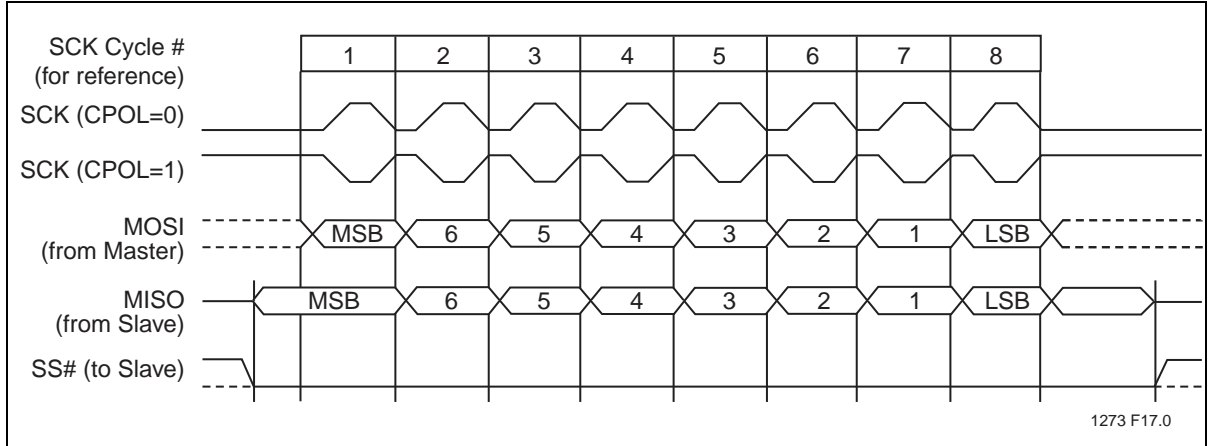 SCK Cycle #
(for reference)
1 2 3 4 5 6 7 8
SCK (CPOL=0)
SCK (CPOL=1)
MOSI
(from Master)
MSB 6 5 4 3 2 1 LSB
MISO
(from Slave)
MSB 6 5 4 3 2 1 LSB
SS# (to Slave)
1273 F17.0